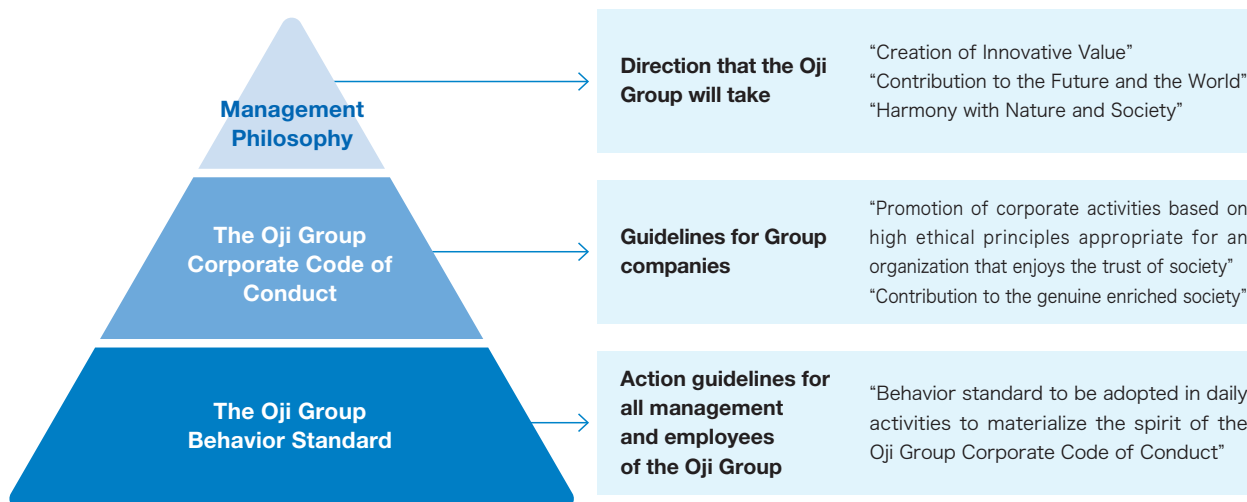 Management
Philosophy
Direction that the Oji
Group will take
“Creation of Innovative Value”
“Contribution to the Future and the World”
“Harmony with Nature and Society”
The Oji Group
Corporate Code of
Conduct
Guidelines for Group
companies
“Promotion of corporate activities based on
high ethical principles appropriate for an
organization that enjoys the trust of society”
“Contribution to the genuine enriched society”
The Oji Group
Behavior Standard
Action guidelines for
all management
and employees
of the Oji Group
“Behavior standard to be adopted in daily
activities to materialize the spirit of the
Oji Group Corporate Code of Conduct”